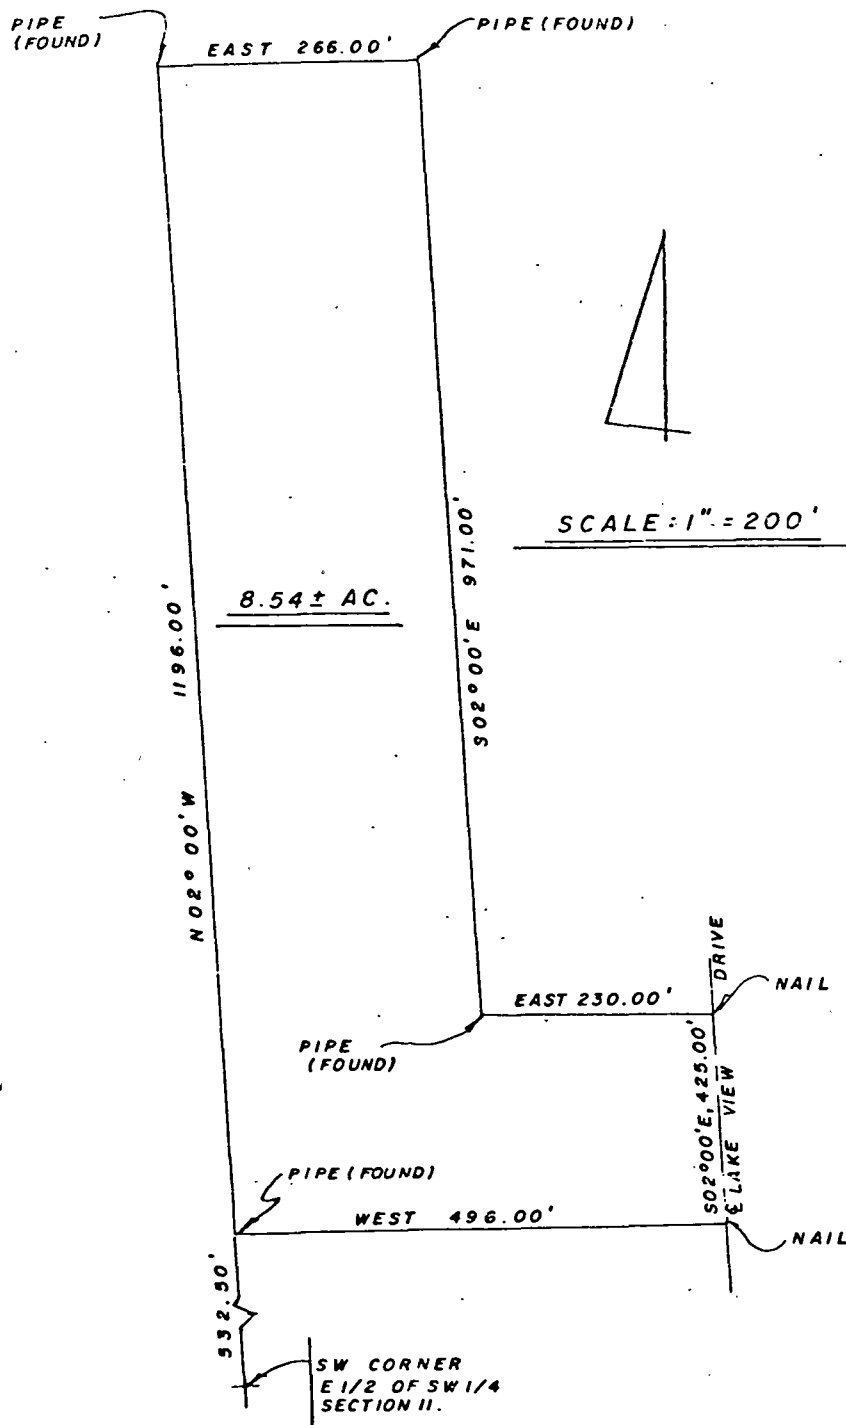 PIPE
(FOUND)
EAST 266.00'
PIPE (FOUND)
SCALE: 1" = 200'
8.54 ± AC.
N02° 00' W 1196.00'
S02° 00' E 971.00'
EAST 230.00'
DRIVE
NAIL
PIPE
(FOUND)
S02°00'E, 425.00'
℄ LAKE VIEW
PIPE (FOUND)
WEST 496.00'
NAIL
532.50'
SW CORNER
E 1/2 OF SW 1/4
SECTION 11.